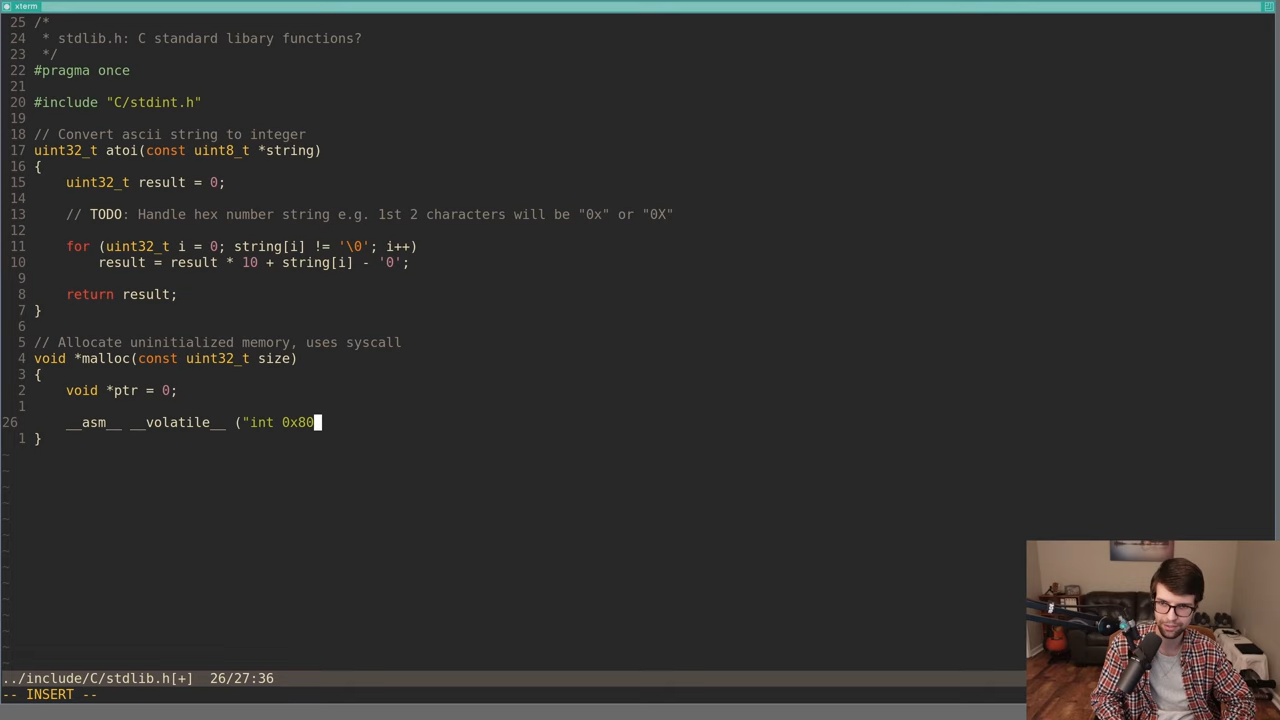 xterm
25 /*
24  * stdlib.h: C standard libary functions?
23  */
22 #pragma once
21
20 #include "C/stdint.h"
19
18 // Convert ascii string to integer
17 uint32_t atoi(const uint8_t *string)
16 {
15     uint32_t result = 0;
14
13     // TODO: Handle hex number string e.g. 1st 2 characters will be "0x" or "0X"
12
11     for (uint32_t i = 0; string[i] != '\0'; i++)
10         result = result * 10 + string[i] - '0';
9
8     return result;
7 }
6
5 // Allocate uninitialized memory, uses syscall
4 void *malloc(const uint32_t size)
3 {
2     void *ptr = 0;
1
26     __asm__ __volatile__ ("int 0x80
1 }
~
~
~
~
~
~
~
~
~
~
~
~
~
~
../include/C/stdlib.h[+]  26/27:36
-- INSERT --